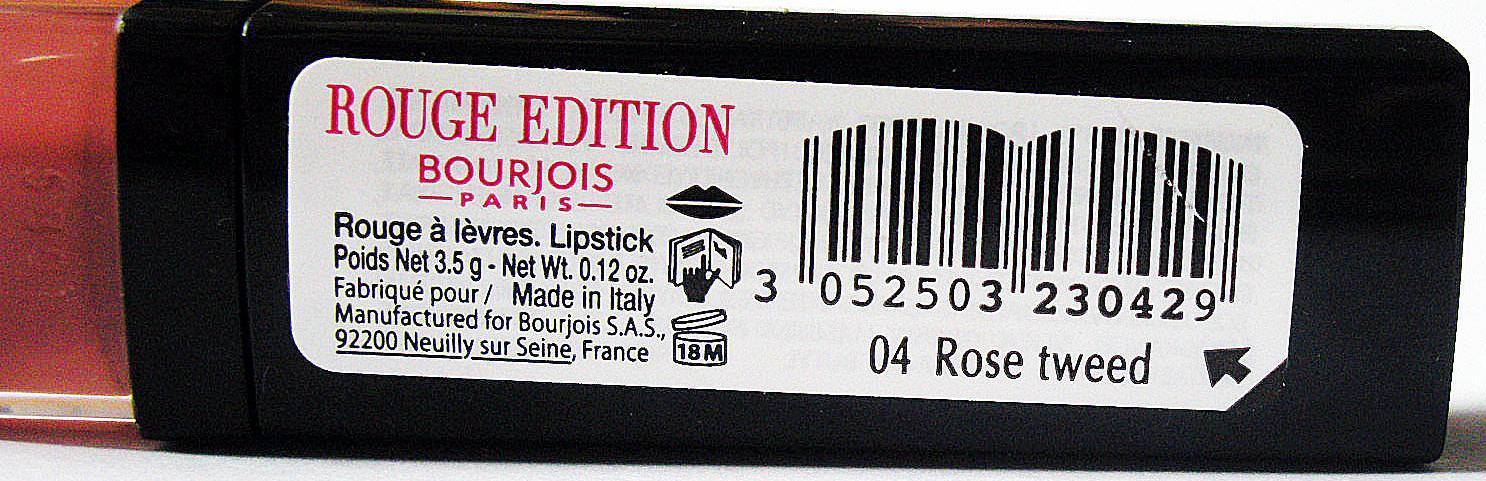 ROUGE EDITION
BOURJOIS
PARIS
Rouge à lèvres. Lipstick
Poids Net 3.5 g - Net Wt. 0.12 oz.
Fabriqué pour / Made in Italy
Manufactured for Bourjois S.A.S.,
92200 Neuilly sur Seine, France
18M
3 052503 230429
04 Rose tweed